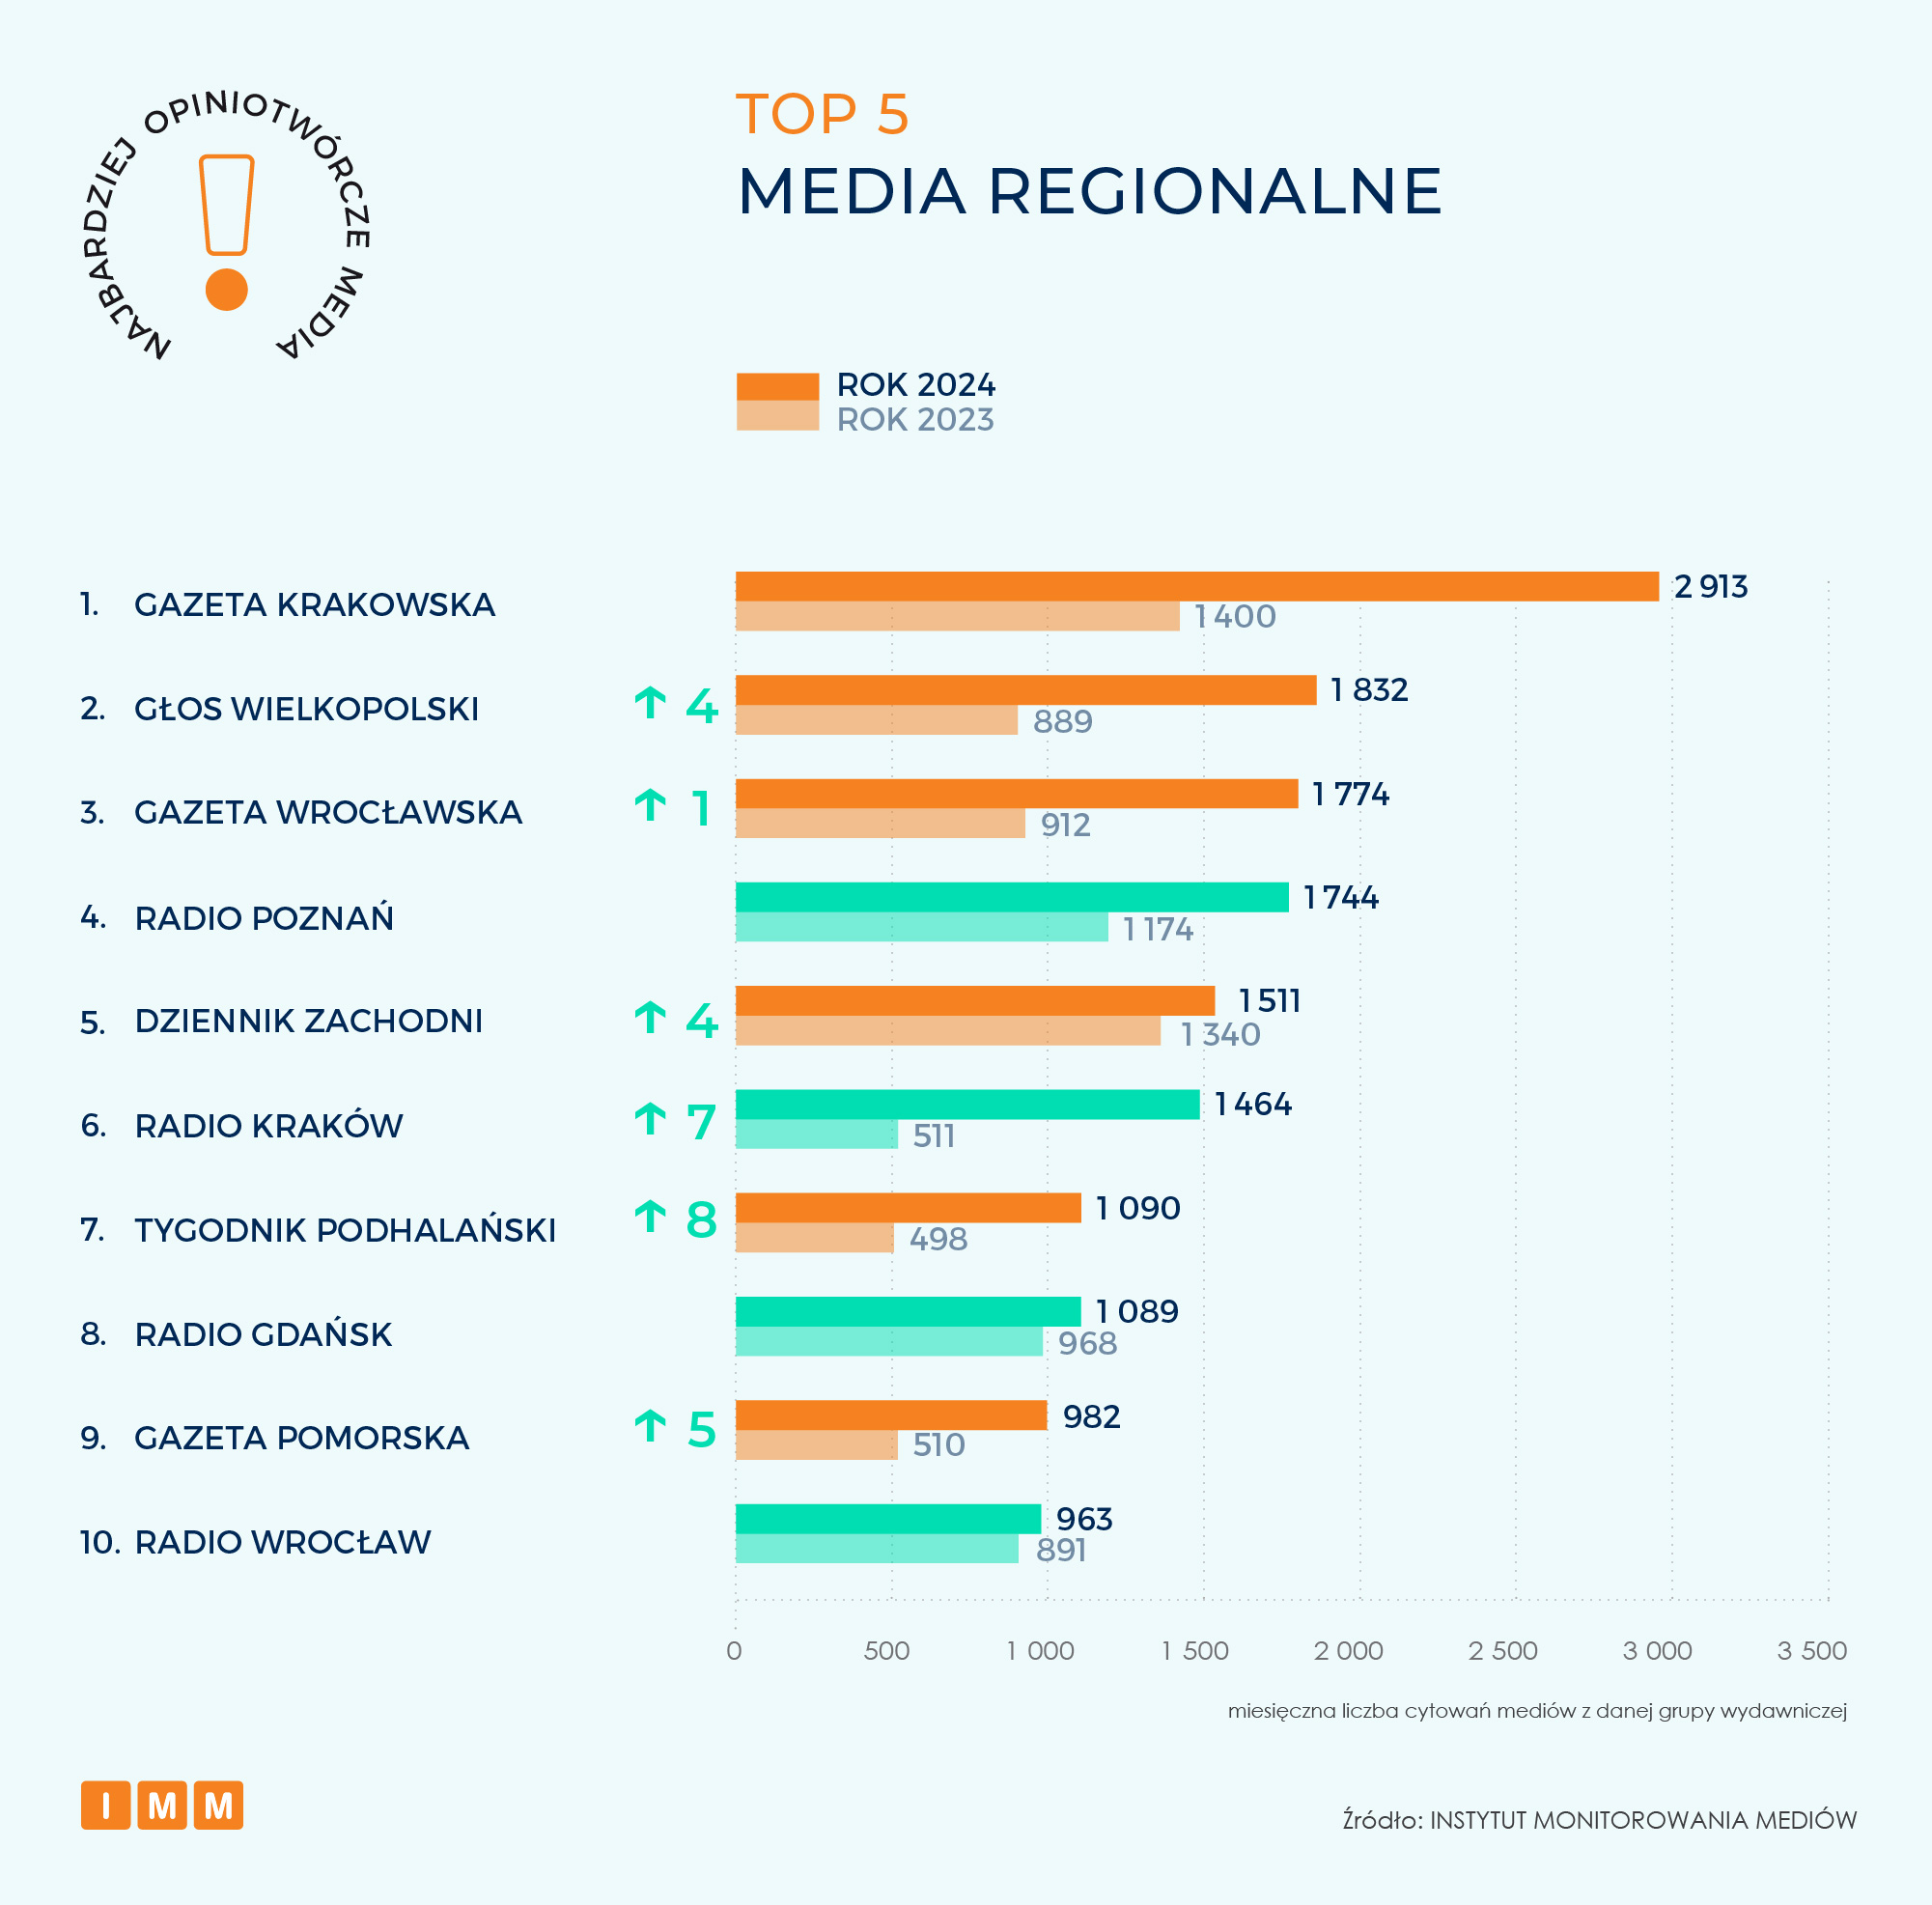 NAJBARDZIEJ OPINIOTWÓRCZE MEDIA
TOP 5
MEDIA REGIONALNE
ROK 2024
ROK 2023
1. GAZETA KRAKOWSKA 2 913
1 400
2. GŁOS WIELKOPOLSKI ↑ 4 1 832
889
3. GAZETA WROCŁAWSKA ↑ 1 1 774
912
4. RADIO POZNAŃ 1 744
1 174
5. DZIENNIK ZACHODNI ↑ 4 1 511
1 340
6. RADIO KRAKÓW ↑ 7 1 464
511
7. TYGODNIK PODHALAŃSKI ↑ 8 1 090
498
8. RADIO GDAŃSK 1 089
968
9. GAZETA POMORSKA ↑ 5 982
510
10. RADIO WROCŁAW 963
891
0 500 1 000 1 500 2 000 2 500 3 000 3 500
miesięczna liczba cytowań mediów z danej grupy wydawniczej
IMM
Źródło: INSTYTUT MONITOROWANIA MEDIÓW